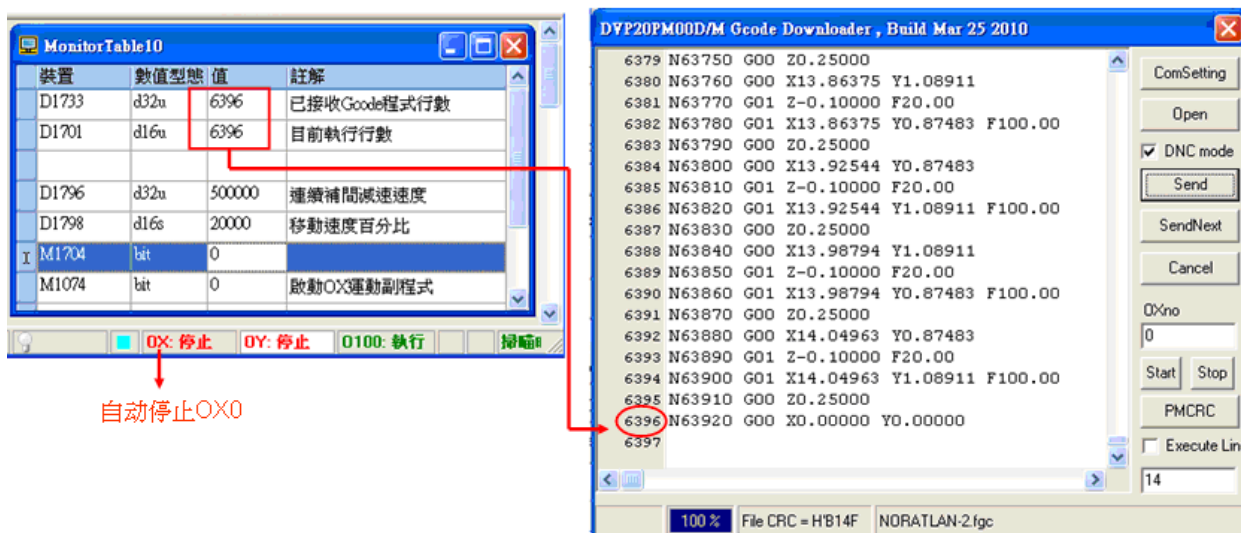 MonitorTable10
裝置 數值型態 值 註解
D1733 d32u 6396 已接收Gcode程式行數
D1701 d16u 6396 目前執行行數
D1796 d32u 500000 連續補間減速速度
D1798 d16s 20000 移動速度百分比
M1704 bit 0
M1074 bit 0 啟動OX運動副程式
OX: 停止 OY: 停止 O100: 執行 掃瞄
自动停止OX0
DVP20PM00D/M Gcode Downloader , Build Mar 25 2010
6379 N63750 G00 Z0.25000
6380 N63760 G00 X13.86375 Y1.08911
6381 N63770 G01 Z-0.10000 F20.00
6382 N63780 G01 X13.86375 Y0.87483 F100.00
6383 N63790 G00 Z0.25000
6384 N63800 G00 X13.92544 Y0.87483
6385 N63810 G01 Z-0.10000 F20.00
6386 N63820 G01 X13.92544 Y1.08911 F100.00
6387 N63830 G00 Z0.25000
6388 N63840 G00 X13.98794 Y1.08911
6389 N63850 G01 Z-0.10000 F20.00
6390 N63860 G01 X13.98794 Y0.87483 F100.00
6391 N63870 G00 Z0.25000
6392 N63880 G00 X14.04963 Y0.87483
6393 N63890 G01 Z-0.10000 F20.00
6394 N63900 G01 X14.04963 Y1.08911 F100.00
6395 N63910 G00 Z0.25000
6396 N63920 G00 X0.00000 Y0.00000
6397
ComSetting
Open
DNC mode
Send
SendNext
Cancel
OXno
0
Start Stop
PMCRC
Execute Lin
14
100 % File CRC = H'B14F NORATLAN-2.fgc